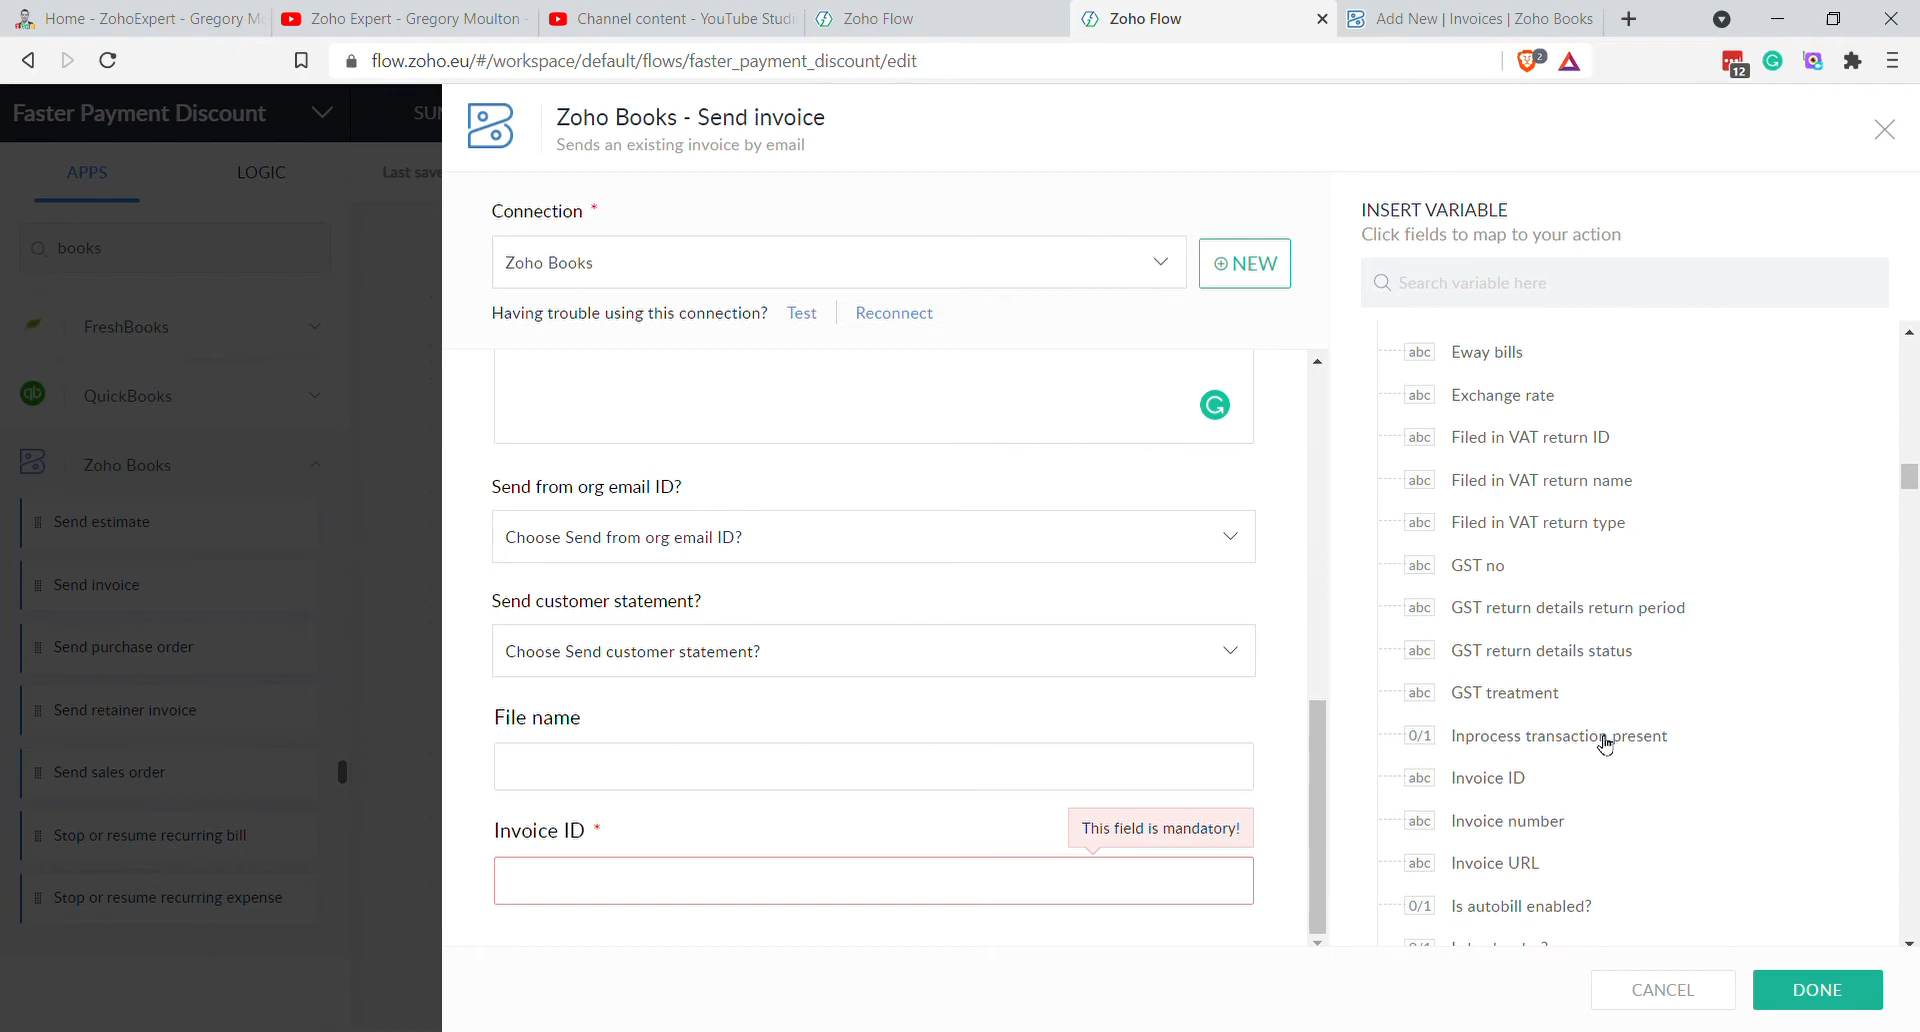 Home - ZohoExpert - Gregory Mo
Zoho Expert - Gregory Moulton -
Channel content - YouTube Studi
Zoho Flow
Zoho Flow
Add New | Invoices | Zoho Books
flow.zoho.eu/#/workspace/default/flows/faster_payment_discount/edit
2
12
Faster Payment Discount
SUM
APPS
LOGIC
Last save
books
FreshBooks
qb
QuickBooks
Zoho Books
Send estimate
Send invoice
Send purchase order
Send retainer invoice
Send sales order
Stop or resume recurring bill
Stop or resume recurring expense
Zoho Books - Send invoice
Sends an existing invoice by email
Connection *
Zoho Books
NEW
Having trouble using this connection?
Test
Reconnect
Send from org email ID?
Choose Send from org email ID?
Send customer statement?
Choose Send customer statement?
File name
Invoice ID *
This field is mandatory!
INSERT VARIABLE
Click fields to map to your action
Search variable here
abc Eway bills
abc Exchange rate
abc Filed in VAT return ID
abc Filed in VAT return name
abc Filed in VAT return type
abc GST no
abc GST return details return period
abc GST return details status
abc GST treatment
0/1 Inprocess transaction present
abc Invoice ID
abc Invoice number
abc Invoice URL
0/1 Is autobill enabled?
CANCEL
DONE